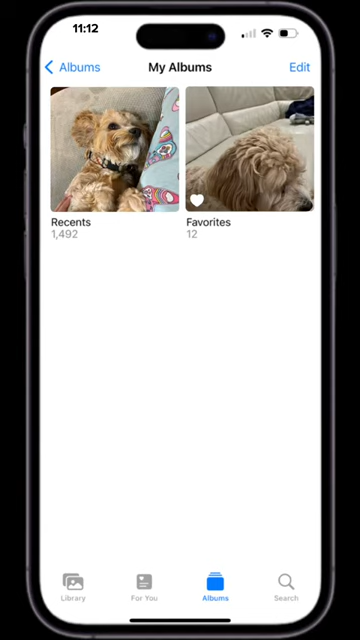 11:12
Albums
My Albums
Edit
Recents
1,492
Favorites
12
Library
For You
Albums
Search